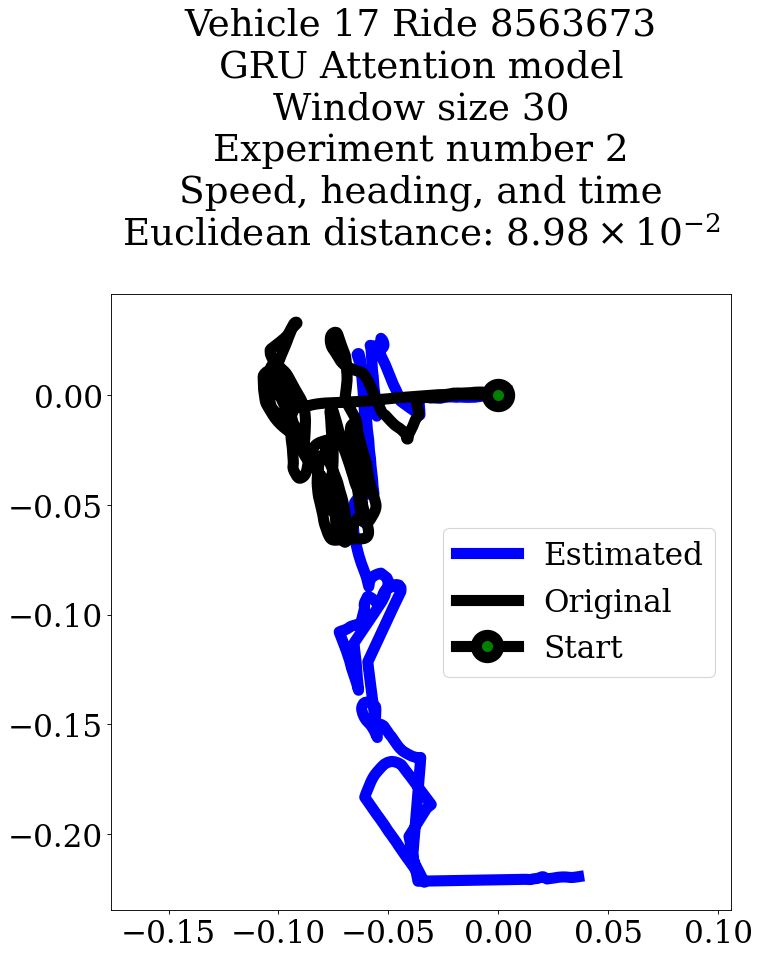 Vehicle 17 Ride 8563673
GRU Attention model
Window size 30
Experiment number 2
Speed, heading, and time
Euclidean distance: 8.98 × 10⁻²
0.00
−0.05
−0.10
−0.15
−0.20
Estimated
Original
Start
−0.15 −0.10 −0.05 0.00 0.05 0.10